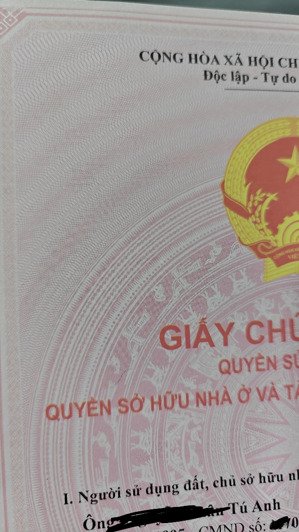 CỘNG HÒA XÃ HỘI CH
Độc lập - Tự do
GIẤY CHỨ
QUYỀN SỬ
QUYỀN SỞ HỮU NHÀ Ở VÀ TÀ
I. Người sử dụng đất, chủ sở hữu nh
Ông Tú Anh
CMND số: